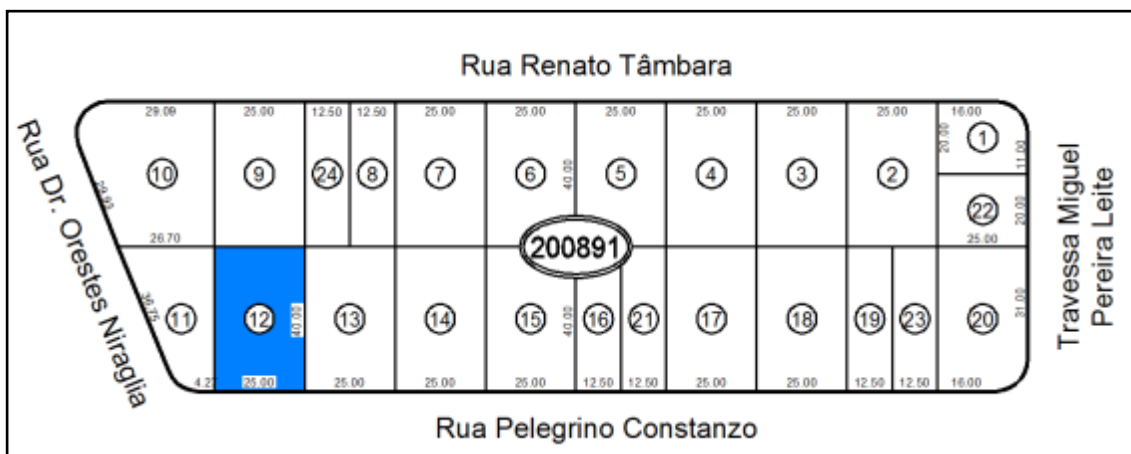 Rua Renato Tâmbara
29.09 25.00 12.50 12.50 25.00 25.00 25.00 25.00 25.00 25.00 16.00
20.00
1
11.00
10 9 24 8 7 6 40.00 5 4 3 2
22
20.00
25.00
29.93
26.70
200891
Rua Dr. Orestes Niraglia
Travessa Miguel
Pereira Leite
36.75
11 12 40.00 13 14 15 40.00 16 21 17 18 19 23 20
31.00
4.27 25.00 25.00 25.00 25.00 12.50 12.50 25.00 25.00 12.50 12.50 16.00
Rua Pelegrino Constanzo